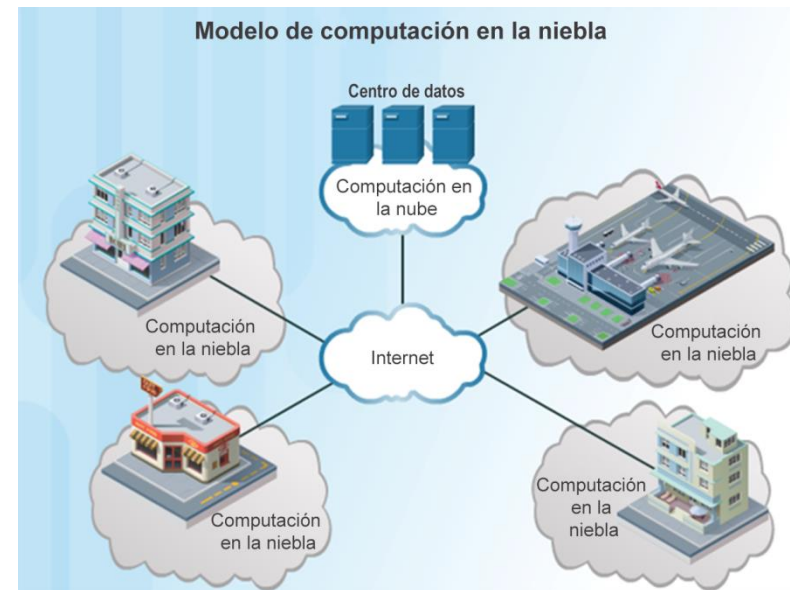 Modelo de computación en la niebla
Centro de datos
Computación en
la nube
Computación
en la niebla
Computación
en la niebla
Internet
Computación
en la niebla
Computación
en la
niebla